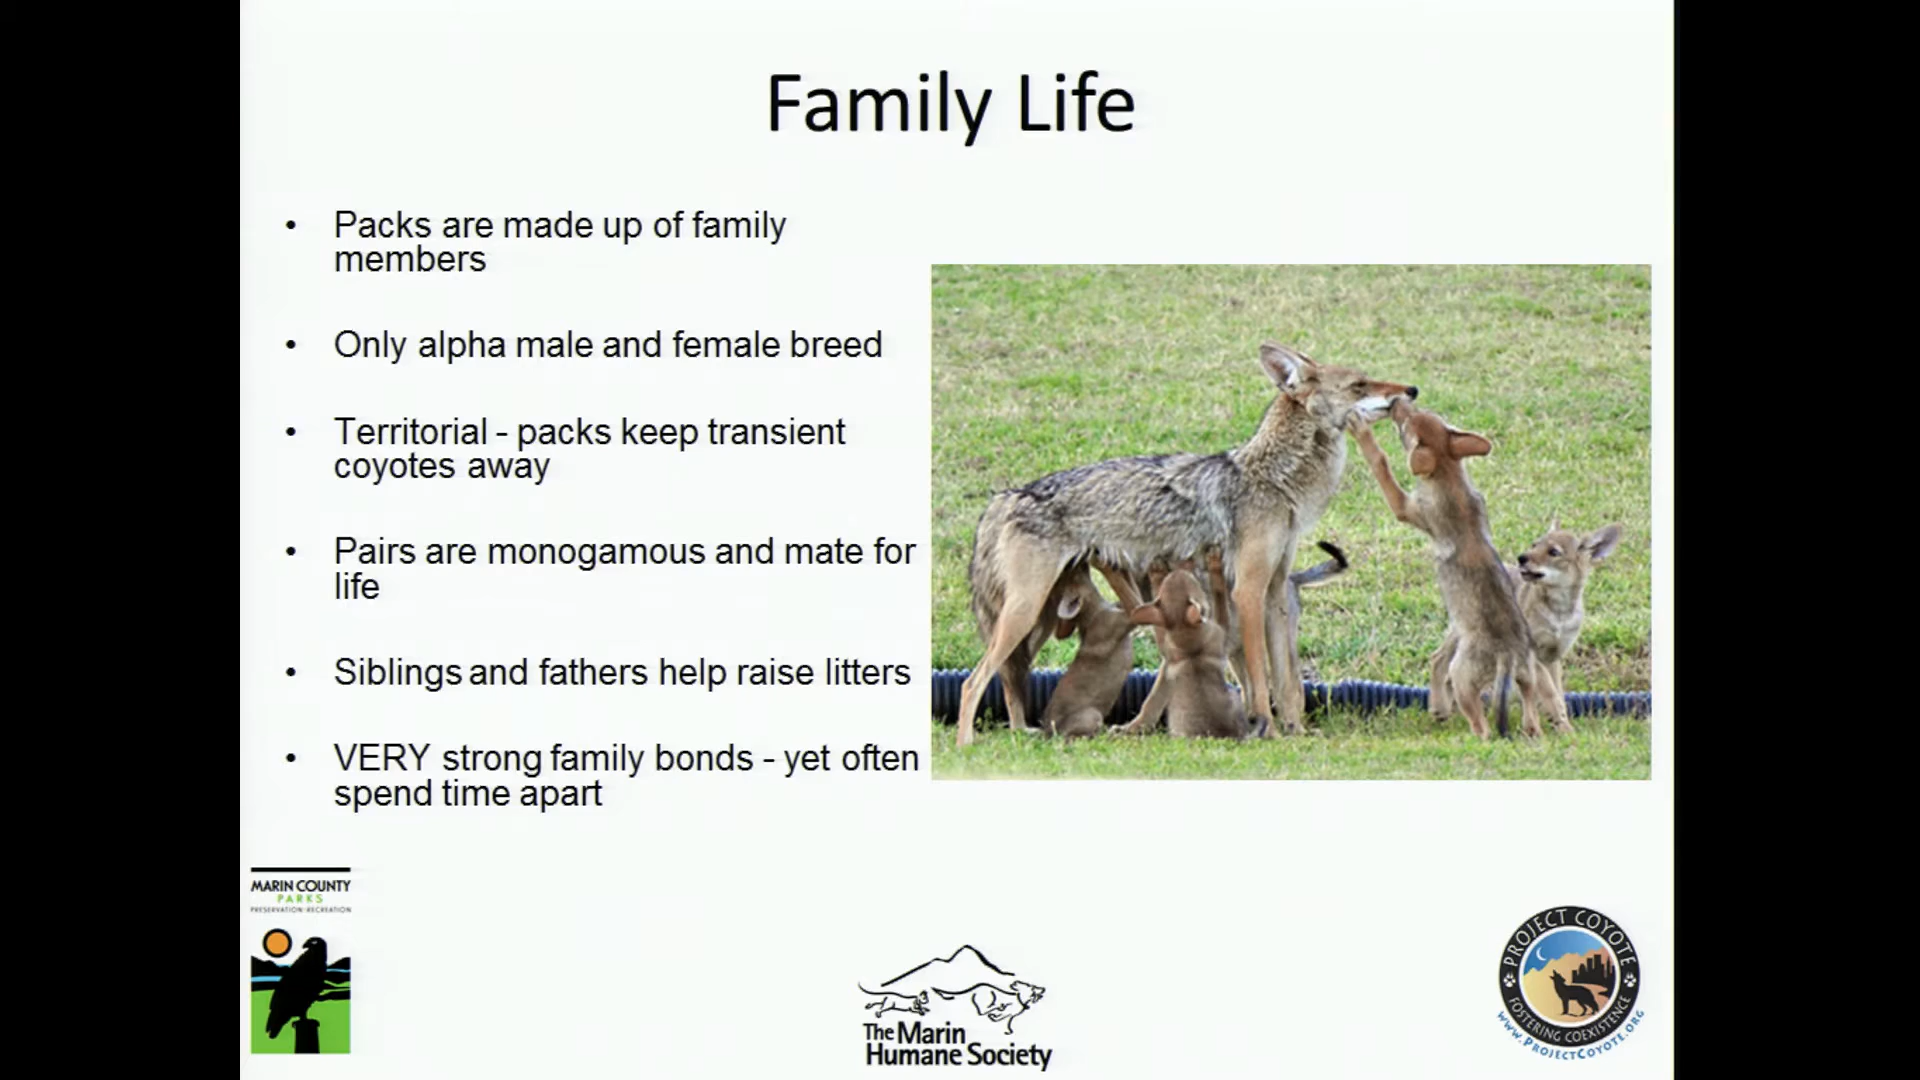 Family Life
• Packs are made up of family
members
• Only alpha male and female breed
• Territorial - packs keep transient
coyotes away
• Pairs are monogamous and mate for
life
• Siblings and fathers help raise litters
• VERY strong family bonds - yet often
spend time apart
MARIN COUNTY
PARKS
PRESERVATION·RECREATION
The Marin
Humane Society
PROJECT COYOTE
FOSTERING COEXISTENCE
www.ProjectCoyote.org